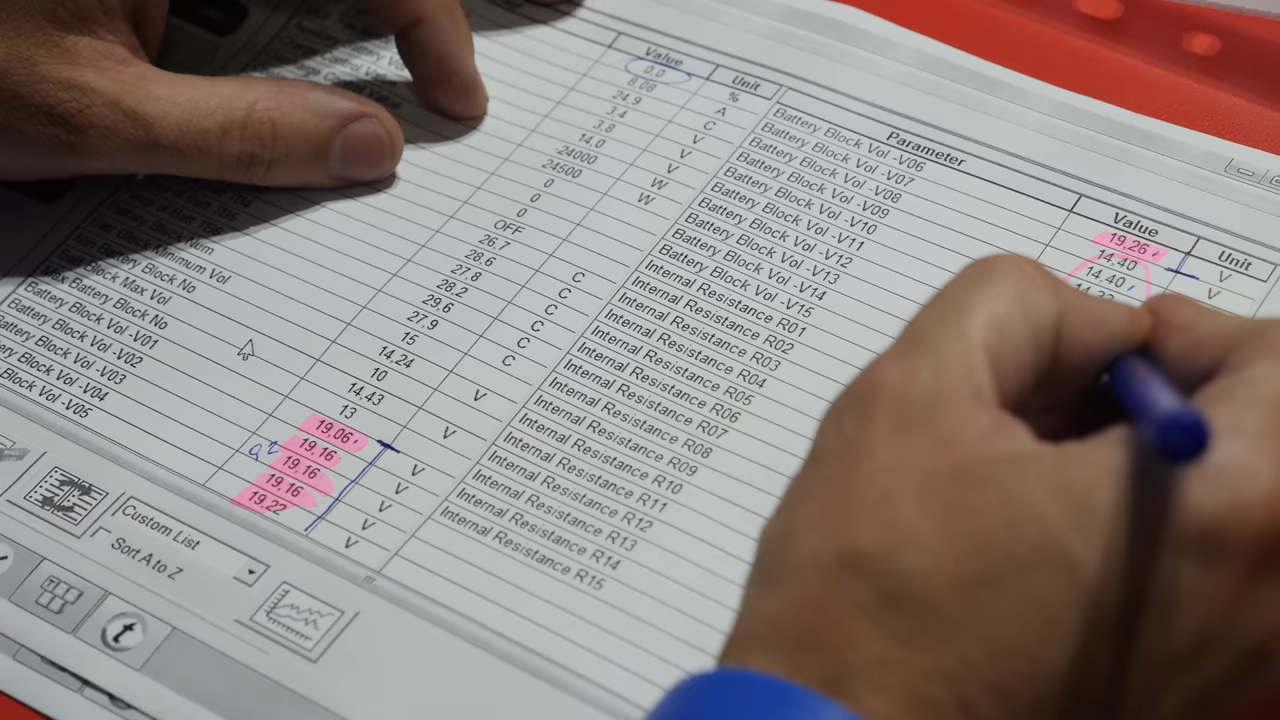 Value Unit
0,0 %
8,08 A
24.9 C
3.4 V
3.8 V
14,0 V
-24000 W
24500 W
0
0
0
OFF
26,7 C
28.6 C
27,8 C
28.2 C
29,6 C
27,9 C
15
Num
Minimum Vol 14,24 V
Battery Block No 10
Block Max Vol 14,43 V
Battery Block No 13
Battery Block Vol -V01 19,06 V
Battery Block Vol -V02 19,16 V
Block Vol -V03 19,16 V
Block Vol -V04 19,16 V
Block Vol -V05 19,22 V
Parameter Value Unit
Battery Block Vol -V06 19,26 V
Battery Block Vol -V07 14,40 V
Battery Block Vol -V08 14,40
Battery Block Vol -V09
Battery Block Vol -V10
Battery Block Vol -V11
Battery Block Vol -V12
Battery Block Vol -V13
Battery Block Vol -V14
Battery Block Vol -V15
Internal Resistance R01
Internal Resistance R02
Internal Resistance R03
Internal Resistance R04
Internal Resistance R05
Internal Resistance R06
Internal Resistance R07
Internal Resistance R08
Internal Resistance R09
Internal Resistance R10
Internal Resistance R11
Internal Resistance R12
Internal Resistance R13
Internal Resistance R14
Internal Resistance R15
Custom List
Sort A to Z
t